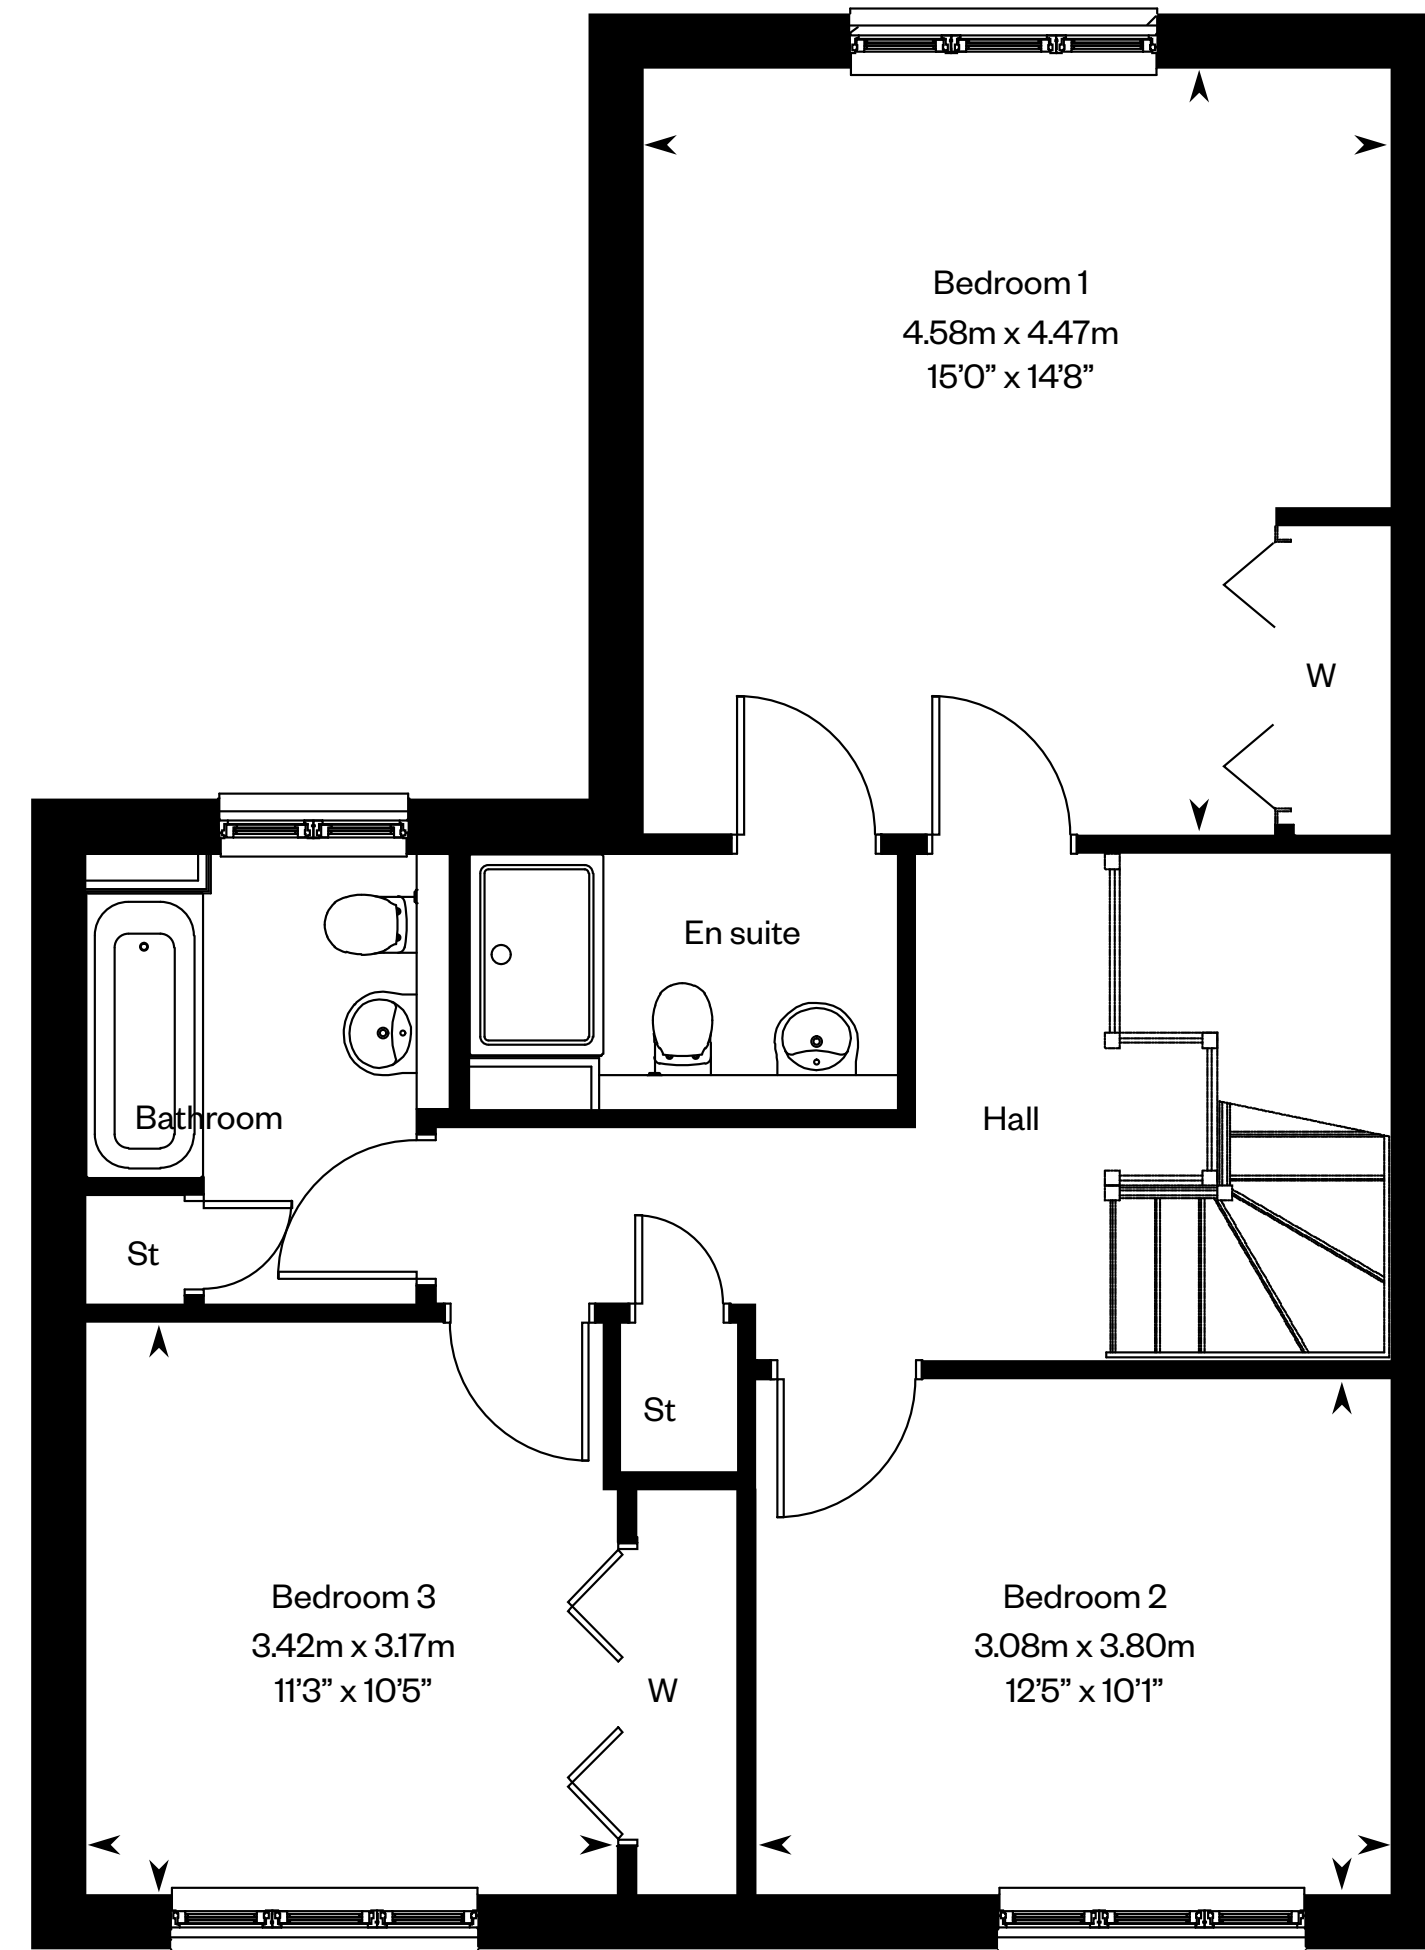 Bedroom 1
4.58m x 4.47m
15’0” x 14’8”
W
En suite
Bathroom
Hall
St
St
Bedroom 3
3.42m x 3.17m
11’3” x 10’5”
W
Bedroom 2
3.08m x 3.80m
12’5” x 10’1”